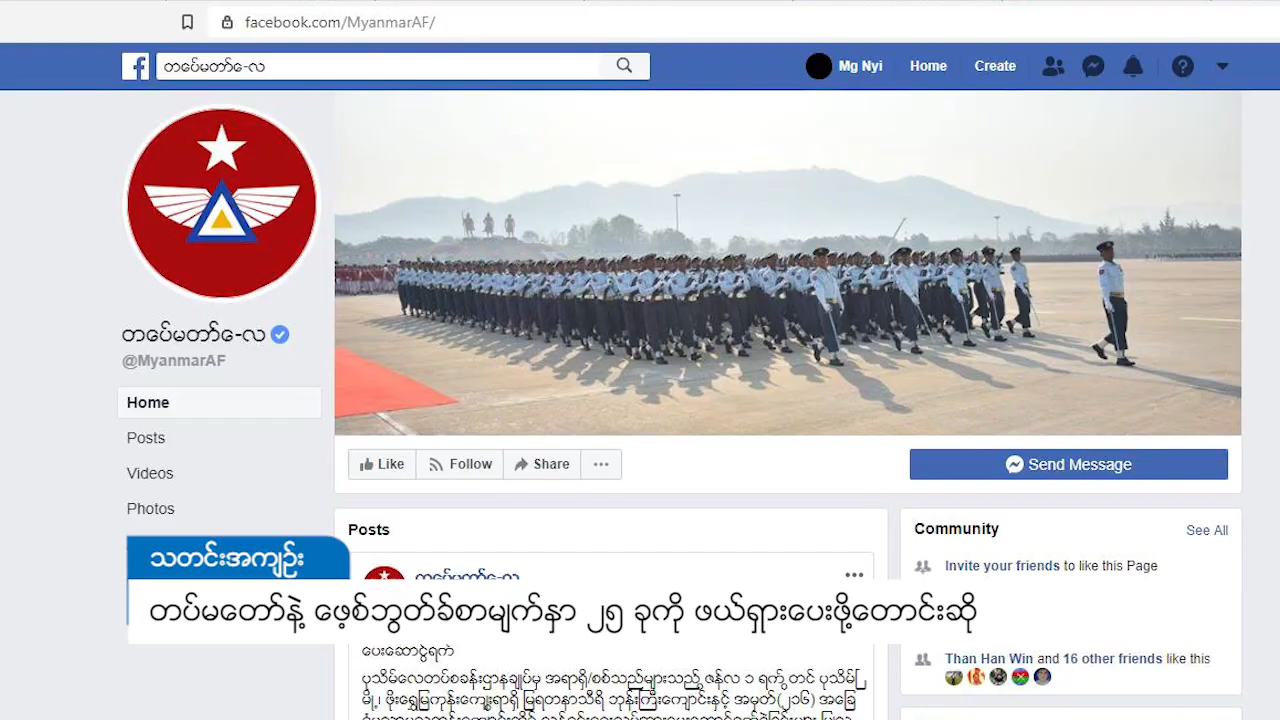 facebook.com/MyanmarAF/
တပ်မတော်(လေ)
Mg Nyi
Home
Create
တပ်မတော်(လေ)
@MyanmarAF
Home
Posts
Videos
Photos
Like
Follow
Share
Send Message
Posts
Community
See All
Invite your friends to like this Page
သတင်းအကျဉ်း
တပ်မတော်နဲ့ ဖေ့စ်ဘွတ်ခ်စာမျက်နှာ ၂၅ ခုကို ဖယ်ရှားပေးဖို့တောင်းဆို
Than Han Win and 16 other friends like this